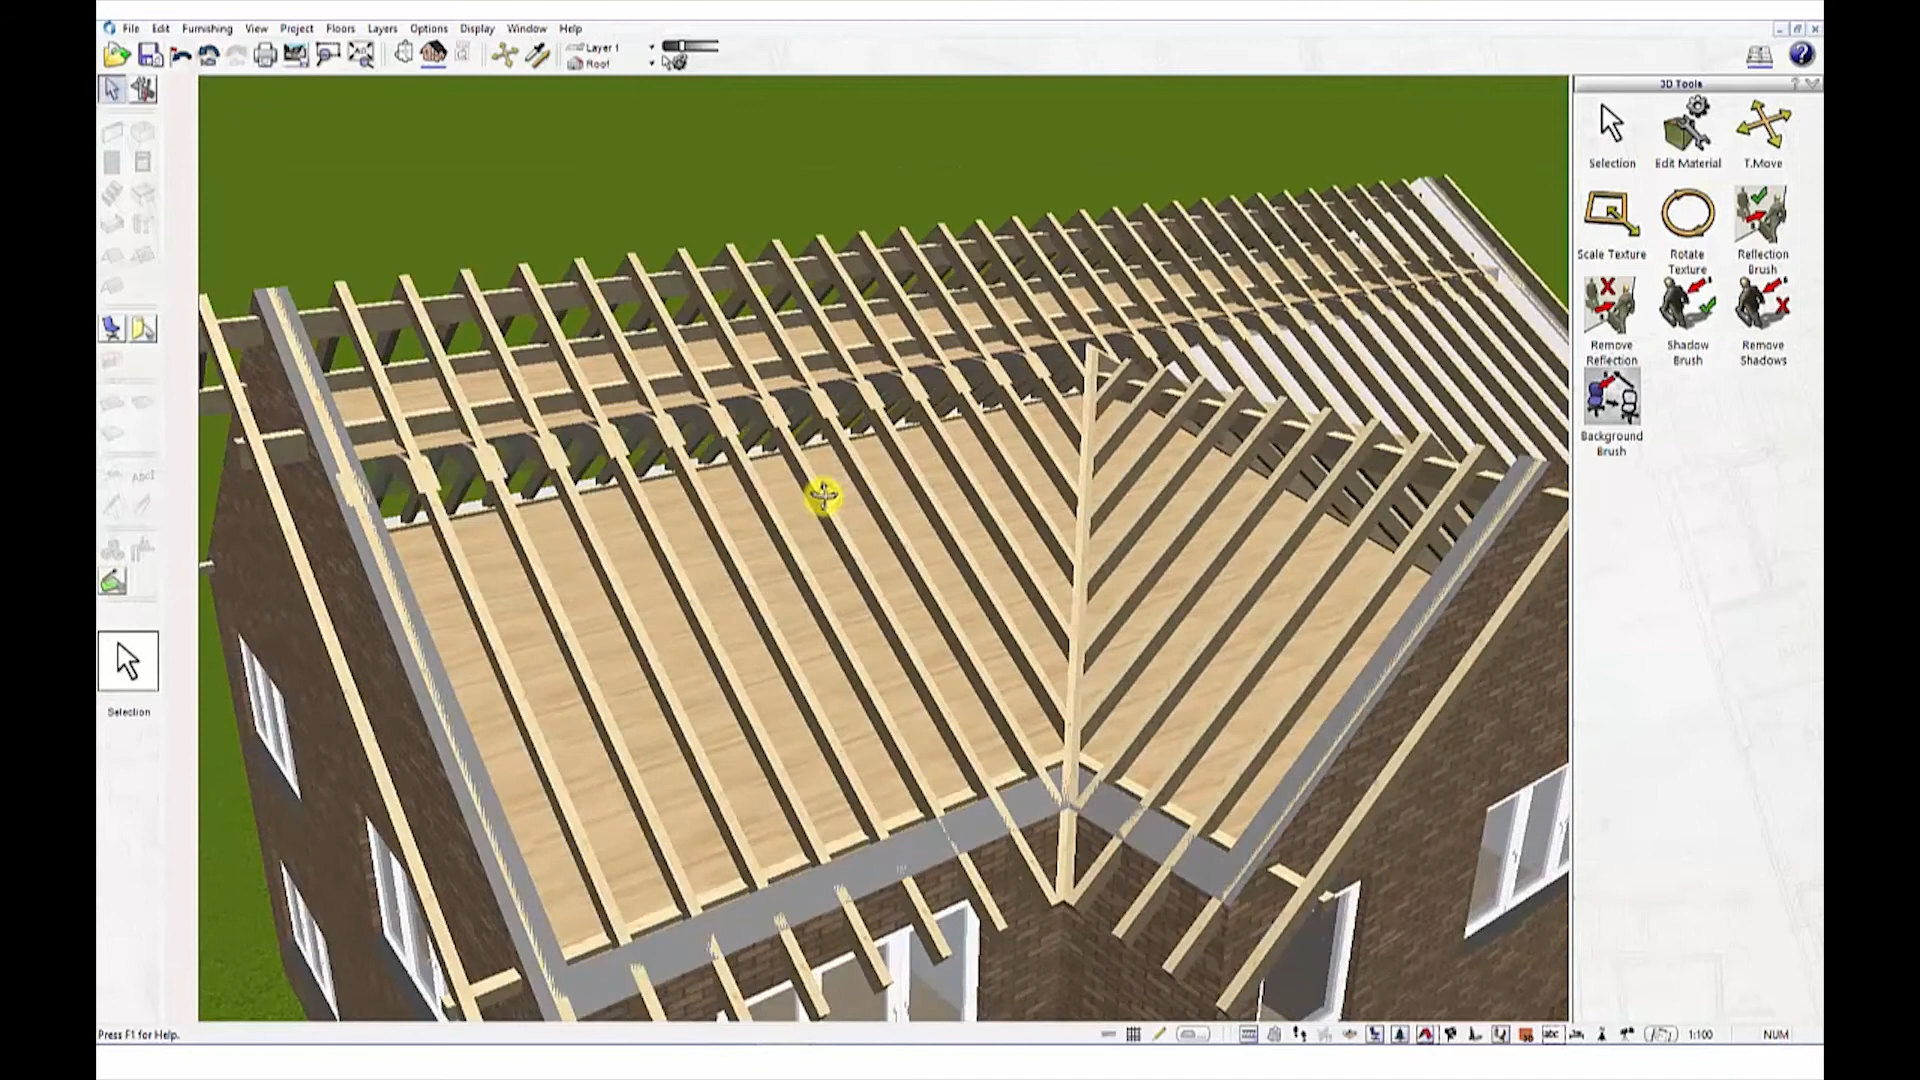 File Edit Furnishing View Project Floors Layers Options Display Window Help
Layer 1
Roof
3D Tools
Selection Edit Material T.Move
Scale Texture Rotate Texture Reflection Brush
Remove Reflection Shadow Brush Remove Shadows
Background Brush
AbcI
Selection
Press F1 for Help.
abc
1:100
NUM